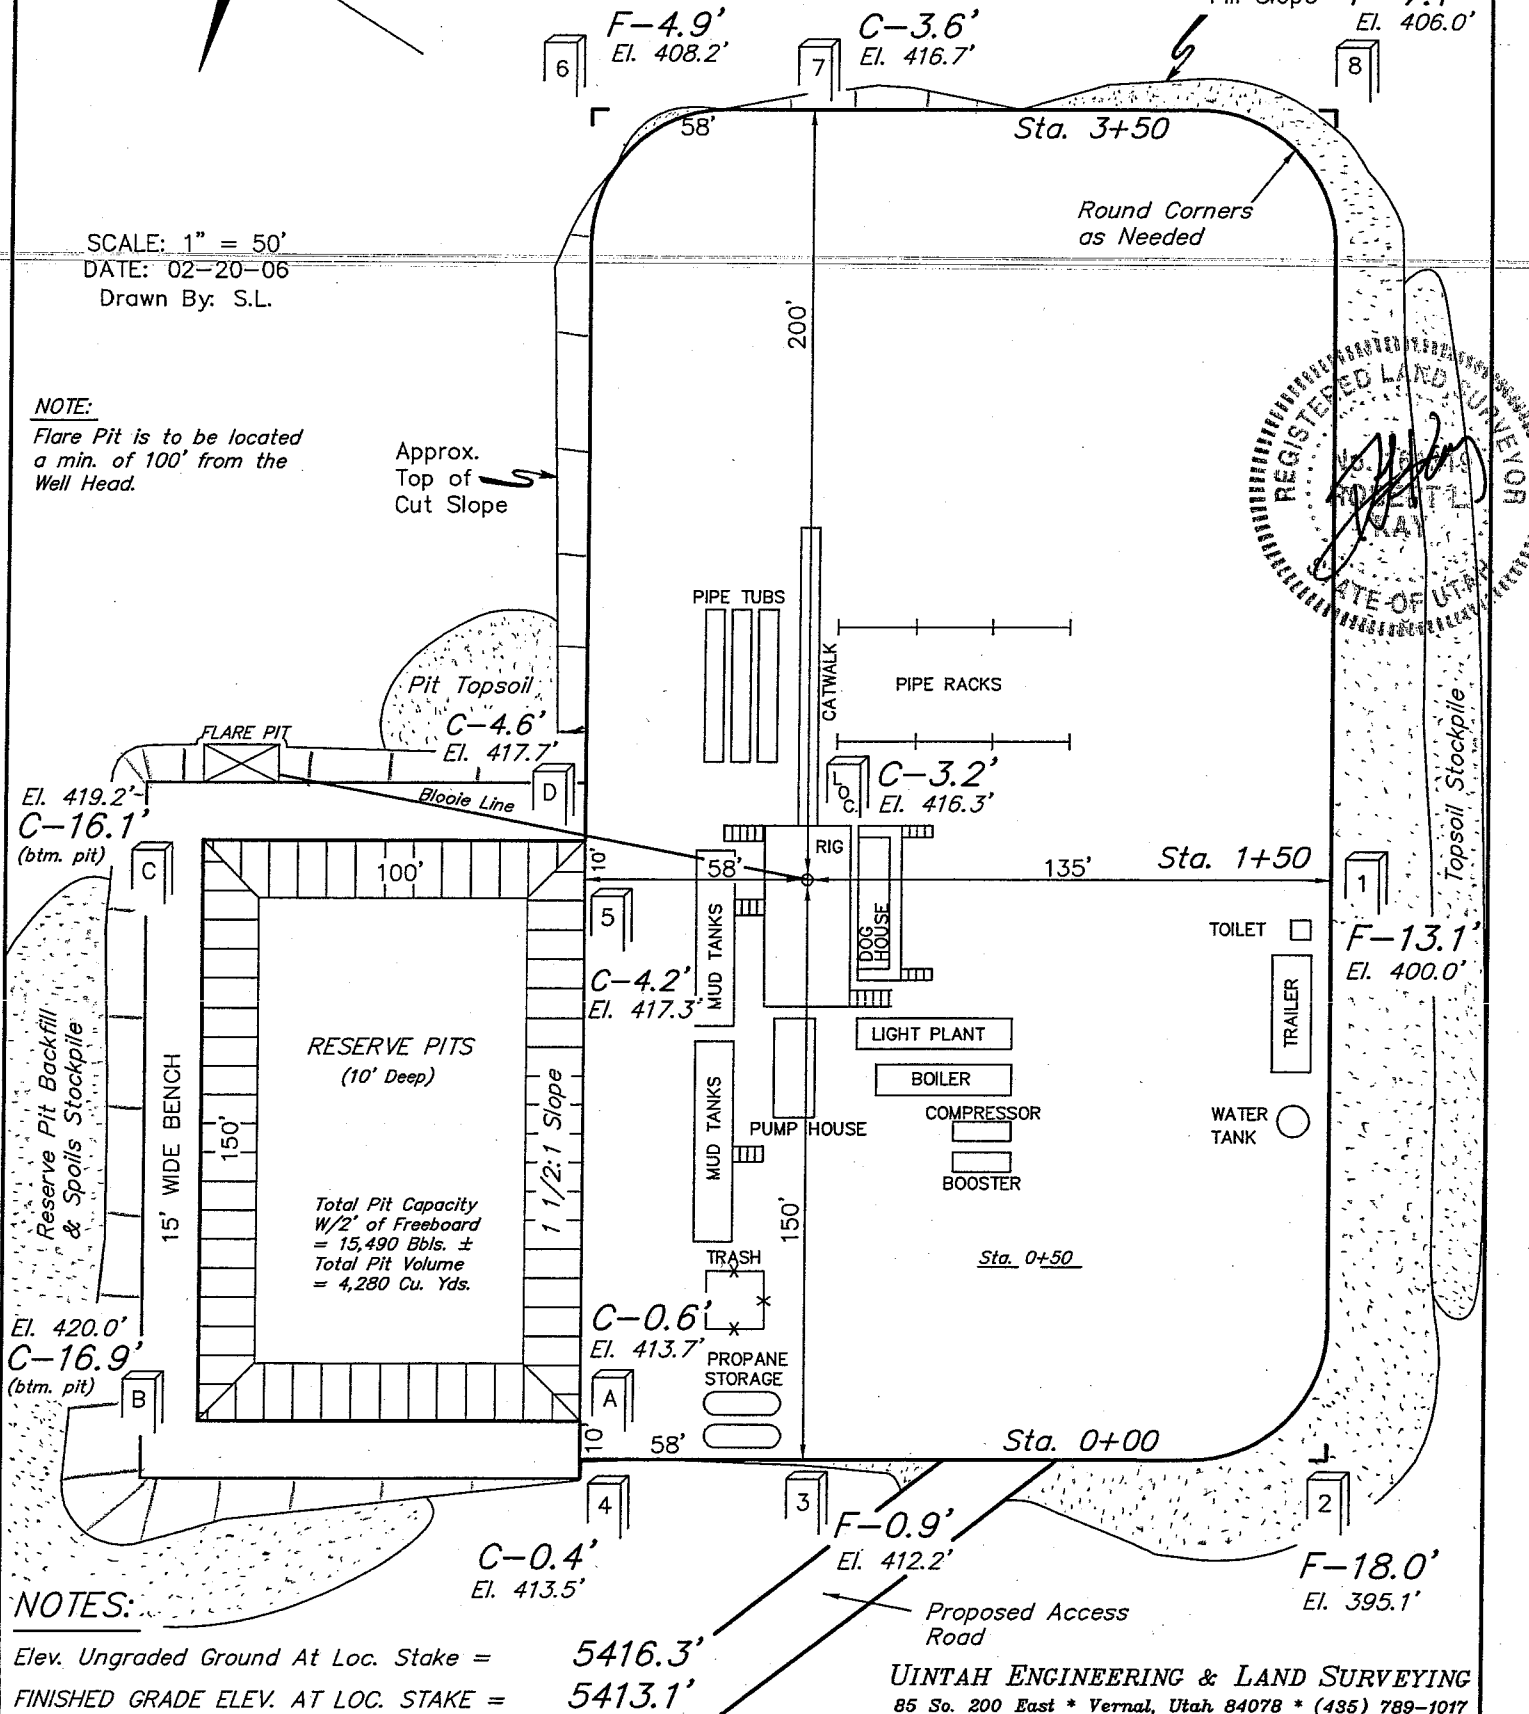 F-4.9'
El. 408.2'
C-3.6'
El. 416.7'
El. 406.0'
6
7
8
58'
Sta. 3+50
Round Corners
as Needed
SCALE: 1" = 50'
DATE: 02-20-06
Drawn By: S.L.
200'
NOTE:
Flare Pit is to be located
a min. of 100' from the
Well Head.
Approx.
Top of
Cut Slope
REGISTERED LAND SURVEYOR
ROBERT L.
KAY
STATE OF UTAH
PIPE TUBS
CATWALK
PIPE RACKS
Pit Topsoil
Topsoil Stockpile
C-4.6'
El. 417.7'
FLARE PIT
D
Blooie Line
LOC.
C-3.2'
El. 416.3'
El. 419.2'
C-16.1'
(btm. pit)
C
100'
10'
58'
RIG
135'
Sta. 1+50
1
5
MUD TANKS
DOG
HOUSE
TOILET
F-13.1'
El. 400.0'
C-4.2'
El. 417.3'
TRAILER
LIGHT PLANT
BOILER
COMPRESSOR
BOOSTER
PUMP HOUSE
MUD TANKS
WATER
TANK
RESERVE PITS
(10' Deep)
1 1/2:1 Slope
Reserve Pit Backfill
& Spoils Stockpile
15' WIDE BENCH
150'
Total Pit Capacity
W/2' of Freeboard
= 15,490 Bbls. ±
Total Pit Volume
= 4,280 Cu. Yds.
150'
Sta. 0+50
TRASH
El. 420.0'
C-16.9'
(btm. pit)
B
C-0.6'
El. 413.7'
PROPANE
STORAGE
A
10'
58'
Sta. 0+00
4
3
2
F-0.9'
El. 412.2'
C-0.4'
El. 413.5'
F-18.0'
El. 395.1'
Proposed Access
Road
NOTES:
Elev. Ungraded Ground At Loc. Stake = 5416.3'
FINISHED GRADE ELEV. AT LOC. STAKE = 5413.1'
UINTAH ENGINEERING & LAND SURVEYING
85 So. 200 East * Vernal, Utah 84078 * (435) 789-1017